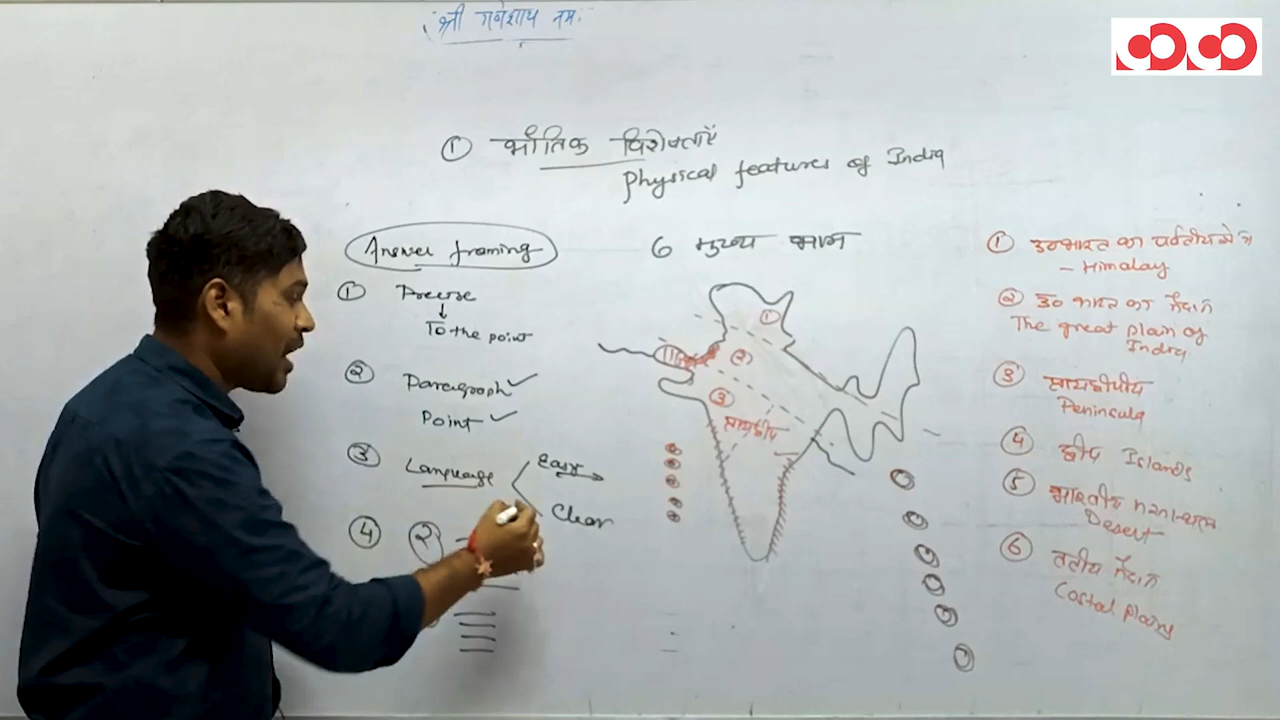 श्री गणेशाय नमः
① भौतिक विशेषताएँ
Physical features of India
Answer framing
① Precise
↓
To the point
② Paragraph ✓
Point ✓
③ Language
Easy
Clear
④ ②
6 मुख्य भाग
①
②
③
प्रायद्वीप
① उ० भारत का पर्वतीय क्षेत्र
- Himalay
② उ० भारत का मैदान
The great plain of
India
③ प्रायद्वीपीय
Peninsula
④ द्वीप Islands
⑤ भारतीय मरुस्थल
Desert
⑥ तटीय मैदान
Costal plains